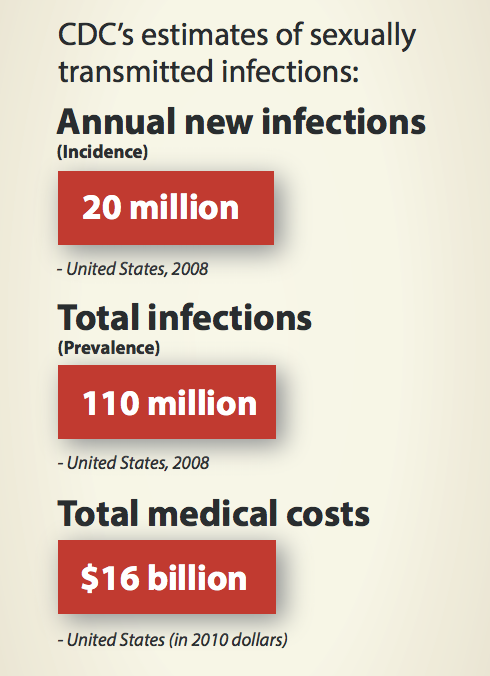 CDC’s estimates of sexually
transmitted infections:
Annual new infections
(Incidence)
20 million
- United States, 2008
Total infections
(Prevalence)
110 million
- United States, 2008
Total medical costs
$16 billion
- United States (in 2010 dollars)